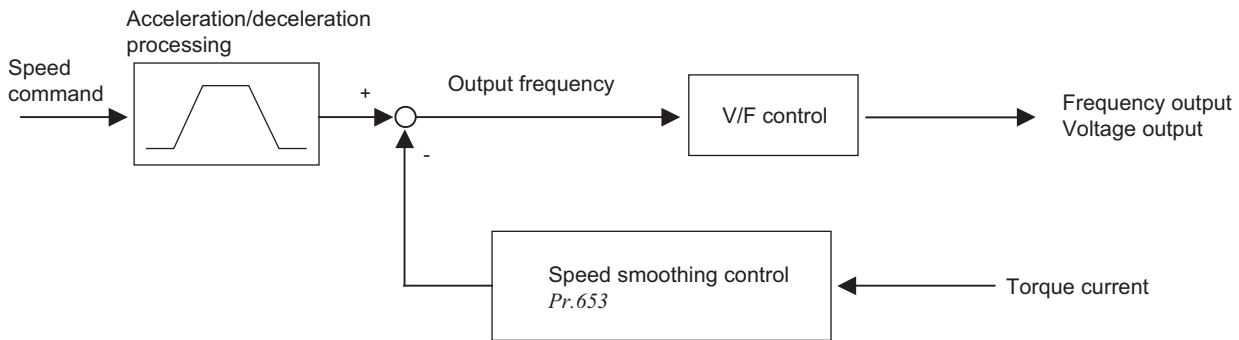 Acceleration/deceleration
processing
Speed
command
+
Output frequency
V/F control
Frequency output
Voltage output
-
Speed smoothing control
Pr.653
Torque current